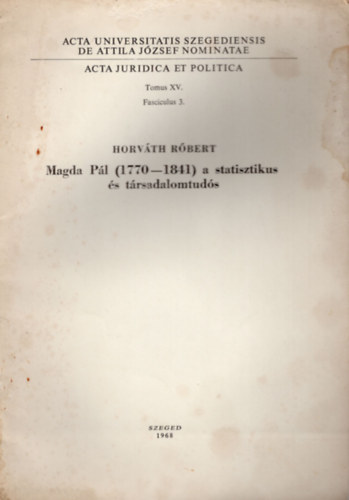 ACTA UNIVERSITATIS SZEGEDIENSIS
DE ATTILA JÓZSEF NOMINATAE
ACTA JURIDICA ET POLITICA
Tomus XV.
Fasciculus 3.
HORVÁTH RÓBERT
Magda Pál (1770—1841) a statisztikus
és társadalomtudós
SZEGED
1968